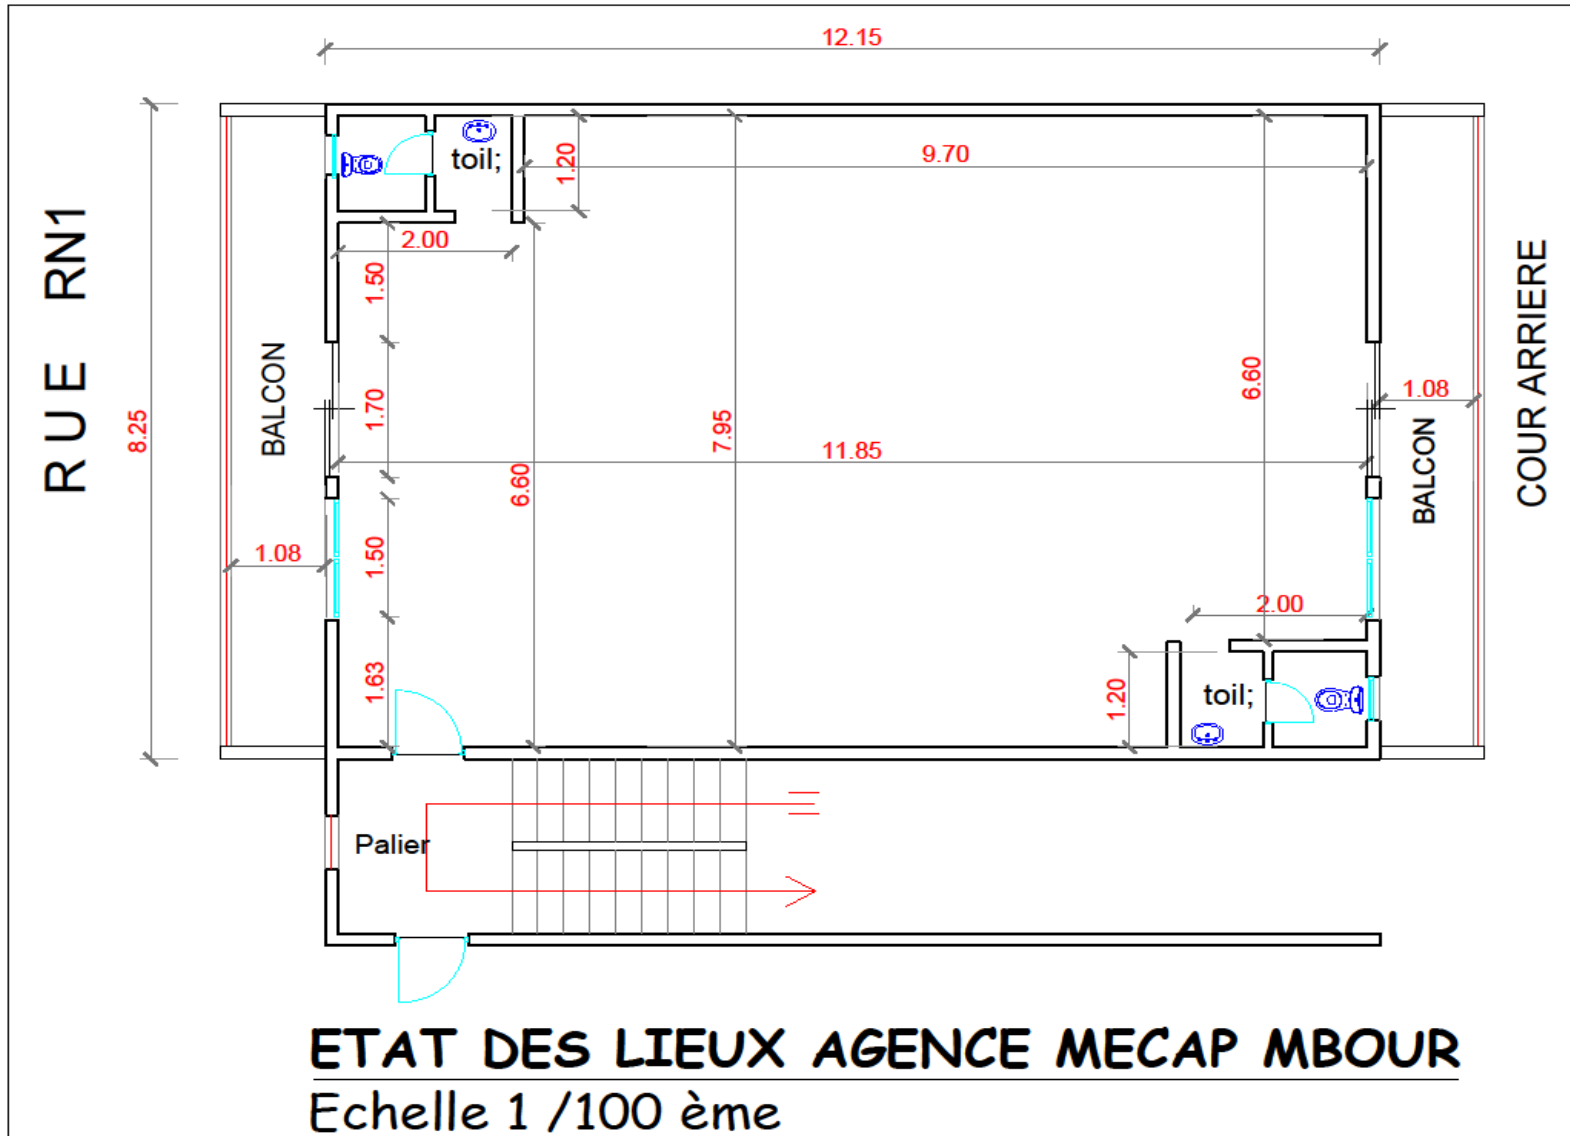 12.15
toil;
1.20
9.70
2.00
RUE RN1
1.50
BALCON
8.25
1.70
6.60
7.95
11.85
6.60
1.08
BALCON
COUR ARRIERE
1.08
1.50
2.00
1.63
1.20
toil;
Palier
ETAT DES LIEUX AGENCE MECAP MBOUR
Echelle 1 /100 ème